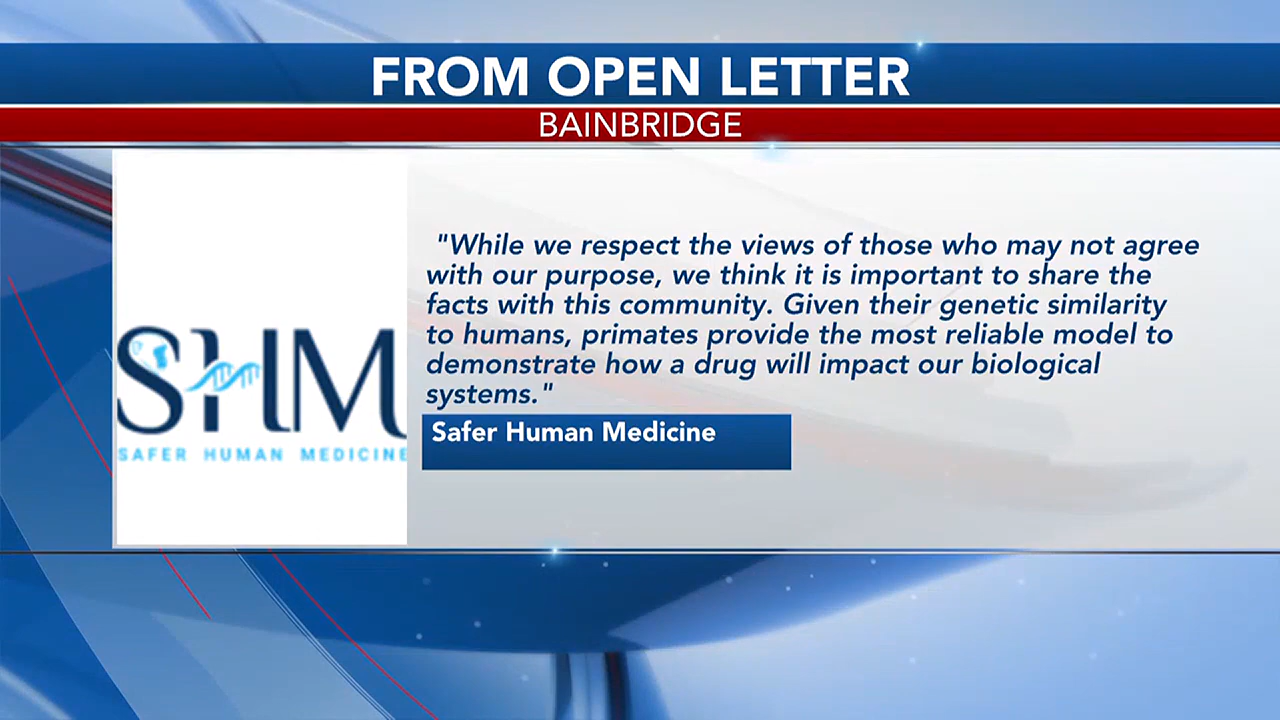 FROM OPEN LETTER
BAINBRIDGE
"While we respect the views of those who may not agree
with our purpose, we think it is important to share the
facts with this community. Given their genetic similarity
to humans, primates provide the most reliable model to
demonstrate how a drug will impact our biological
systems."
SHM
SAFER HUMAN MEDICINE
Safer Human Medicine